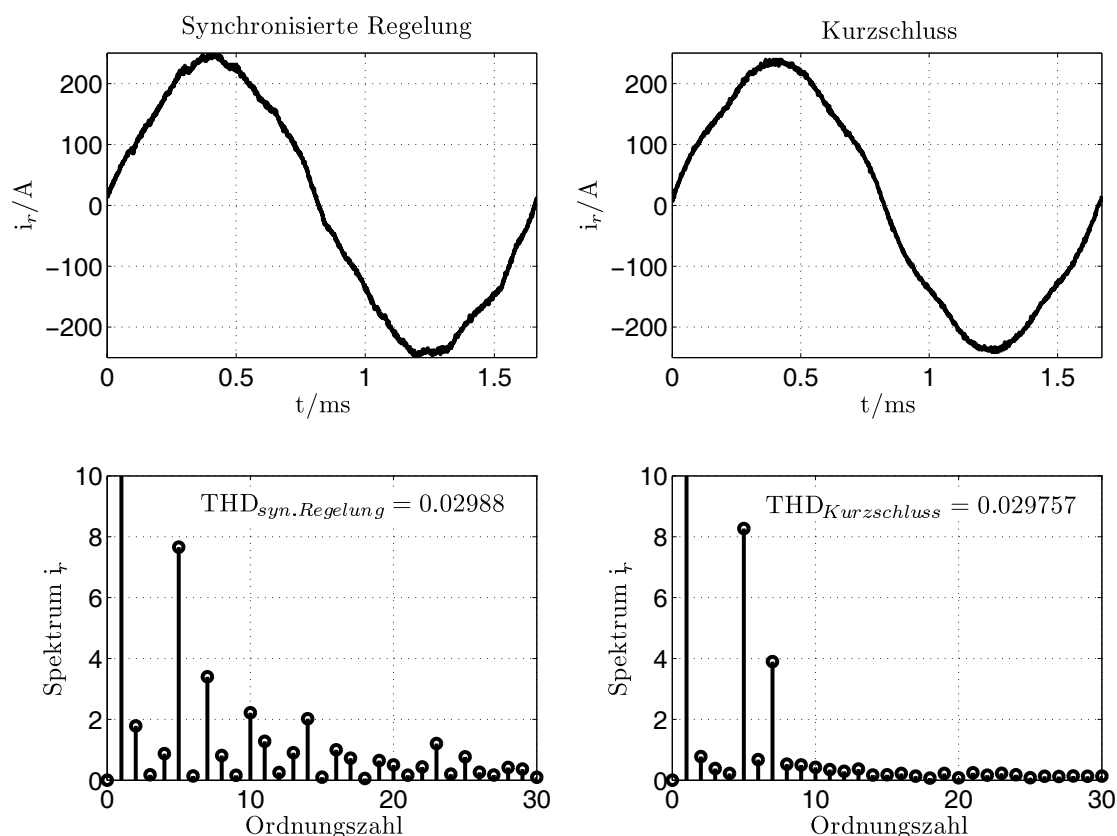 Synchronisierte Regelung
200
100
0
−100
−200
i_r/A
0 0.5 1 1.5
t/ms
Kurzschluss
200
100
0
−100
−200
i_r/A
0 0.5 1 1.5
t/ms
10
8
6
4
2
0
Spektrum i_r
THD_syn.Regelung = 0.02988
0 10 20 30
Ordnungszahl
10
8
6
4
2
0
Spektrum i_r
THD_Kurzschluss = 0.029757
0 10 20 30
Ordnungszahl